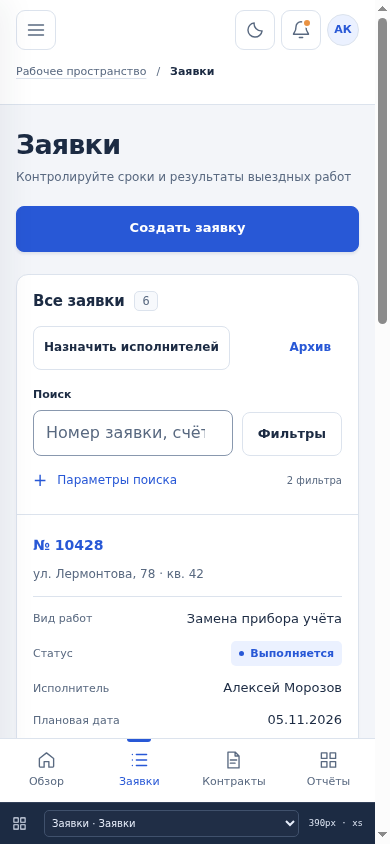 АК
Рабочее пространство / Заявки
Заявки
Контролируйте сроки и результаты выездных работ
Создать заявку
Все заявки 6
Назначить исполнителей Архив
Поиск
Номер заявки, счёт Фильтры
Параметры поиска 2 фильтра
№ 10428
ул. Лермонтова, 78 · кв. 42
Вид работ Замена прибора учёта
Статус Выполняется
Исполнитель Алексей Морозов
Плановая дата 05.11.2026
Обзор Заявки Контракты Отчёты
Заявки · Заявки 390px · xs